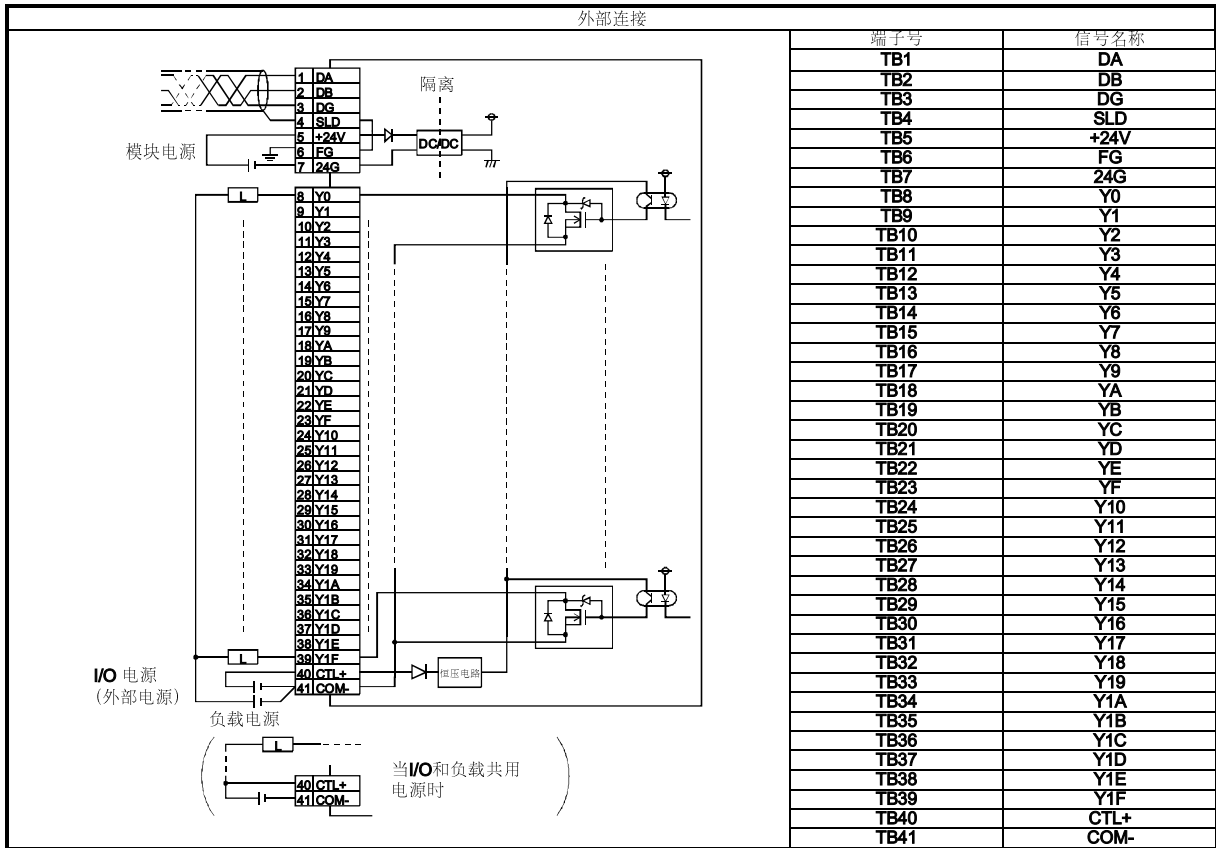 外部连接
端子号 信号名称
TB1 DA
TB2 DB
TB3 DG
TB4 SLD
TB5 +24V
TB6 FG
TB7 24G
TB8 Y0
TB9 Y1
TB10 Y2
TB11 Y3
TB12 Y4
TB13 Y5
TB14 Y6
TB15 Y7
TB16 Y8
TB17 Y9
TB18 YA
TB19 YB
TB20 YC
TB21 YD
TB22 YE
TB23 YF
TB24 Y10
TB25 Y11
TB26 Y12
TB27 Y13
TB28 Y14
TB29 Y15
TB30 Y16
TB31 Y17
TB32 Y18
TB33 Y19
TB34 Y1A
TB35 Y1B
TB36 Y1C
TB37 Y1D
TB38 Y1E
TB39 Y1F
TB40 CTL+
TB41 COM-
隔离
DC/DC
模块电源
1 DA
2 DB
3 DG
4 SLD
5 +24V
6 FG
7 24G
L
8 Y0
9 Y1
10 Y2
11 Y3
12 Y4
13 Y5
14 Y6
15 Y7
16 Y8
17 Y9
18 YA
19 YB
20 YC
21 YD
22 YE
23 YF
24 Y10
25 Y11
26 Y12
27 Y13
28 Y14
29 Y15
30 Y16
31 Y17
32 Y18
33 Y19
34 Y1A
35 Y1B
36 Y1C
37 Y1D
38 Y1E
39 Y1F
40 CTL+
41 COM-
L
恒压电路
I/O 电源
(外部电源)
负载电源
L
40 CTL+
41 COM-
当I/O和负载共用
电源时